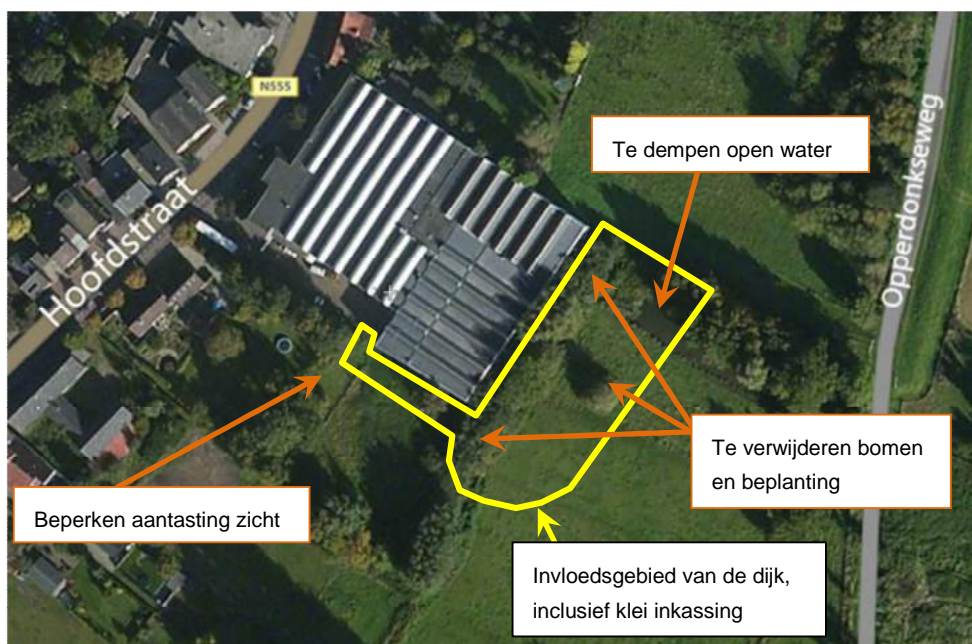 N555
Te dempen open water
Hoofdstraat
Opperdonkseweg
Te verwijderen bomen
en beplanting
Beperken aantasting zicht
Invloedsgebied van de dijk,
inclusief klei inkassing